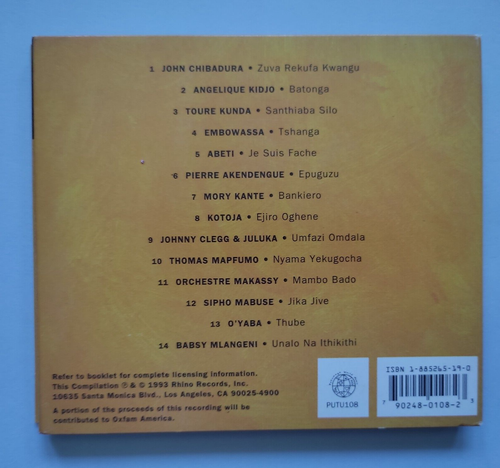 1 JOHN CHIBADURA • Zuva Rekufa Kwangu
2 ANGELIQUE KIDJO • Batonga
3 TOURE KUNDA • Santhiaba Silo
4 EMBOWASSA • Tshanga
5 ABETI • Je Suis Fache
6 PIERRE AKENDENGUE • Epuguzu
7 MORY KANTE • Bankiero
8 KOTOJA • Ejiro Oghene
9 JOHNNY CLEGG & JULUKA • Umfazi Omdala
10 THOMAS MAPFUMO • Nyama Yekugocha
11 ORCHESTRE MAKASSY • Mambo Bado
12 SIPHO MABUSE • Jika Jive
13 O'YABA • Thube
14 BABSY MLANGENI • Unalo Na Ithikithi
Refer to booklet for complete licensing information.
This Compilation ℗ & © 1993 Rhino Records, Inc.
10635 Santa Monica Blvd., Los Angeles, CA 90025-4900
A portion of the proceeds of this recording will be
contributed to Oxfam America.
PUTU108
ISBN 1-885265-19-0
7 90248-0108-2 3